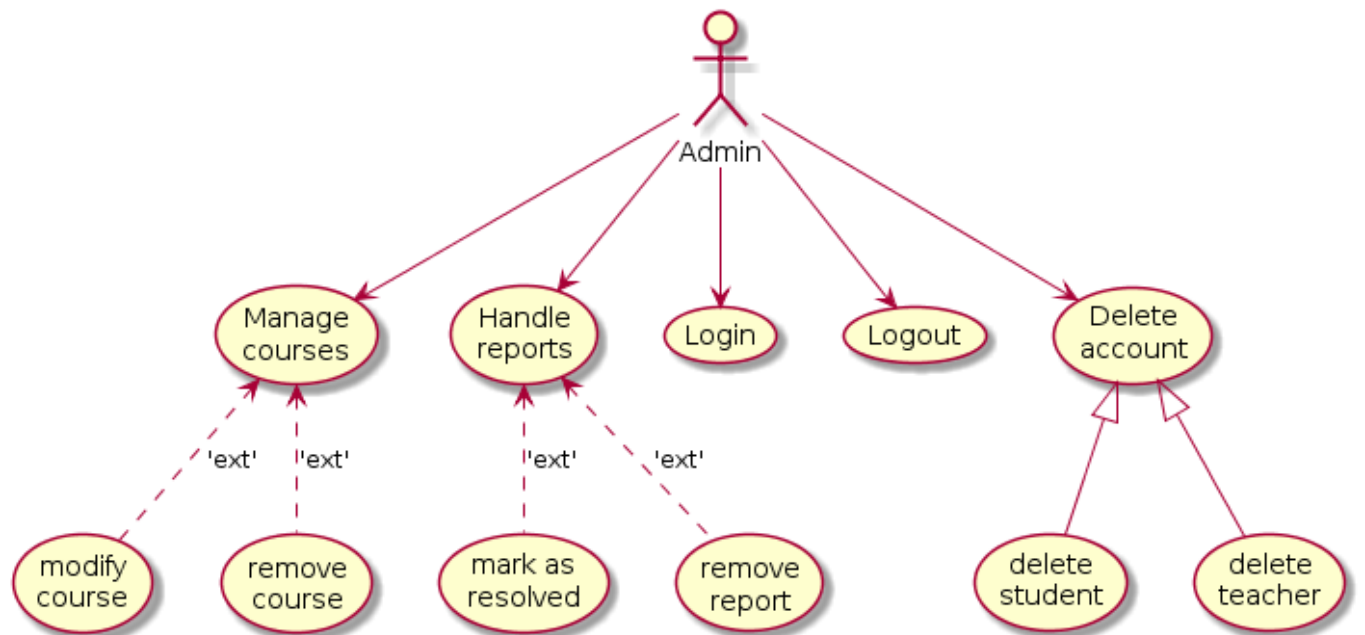 Admin
Manage
courses
Handle
reports
Login
Logout
Delete
account
'ext'
'ext'
'ext'
'ext'
modify
course
remove
course
mark as
resolved
remove
report
delete
student
delete
teacher